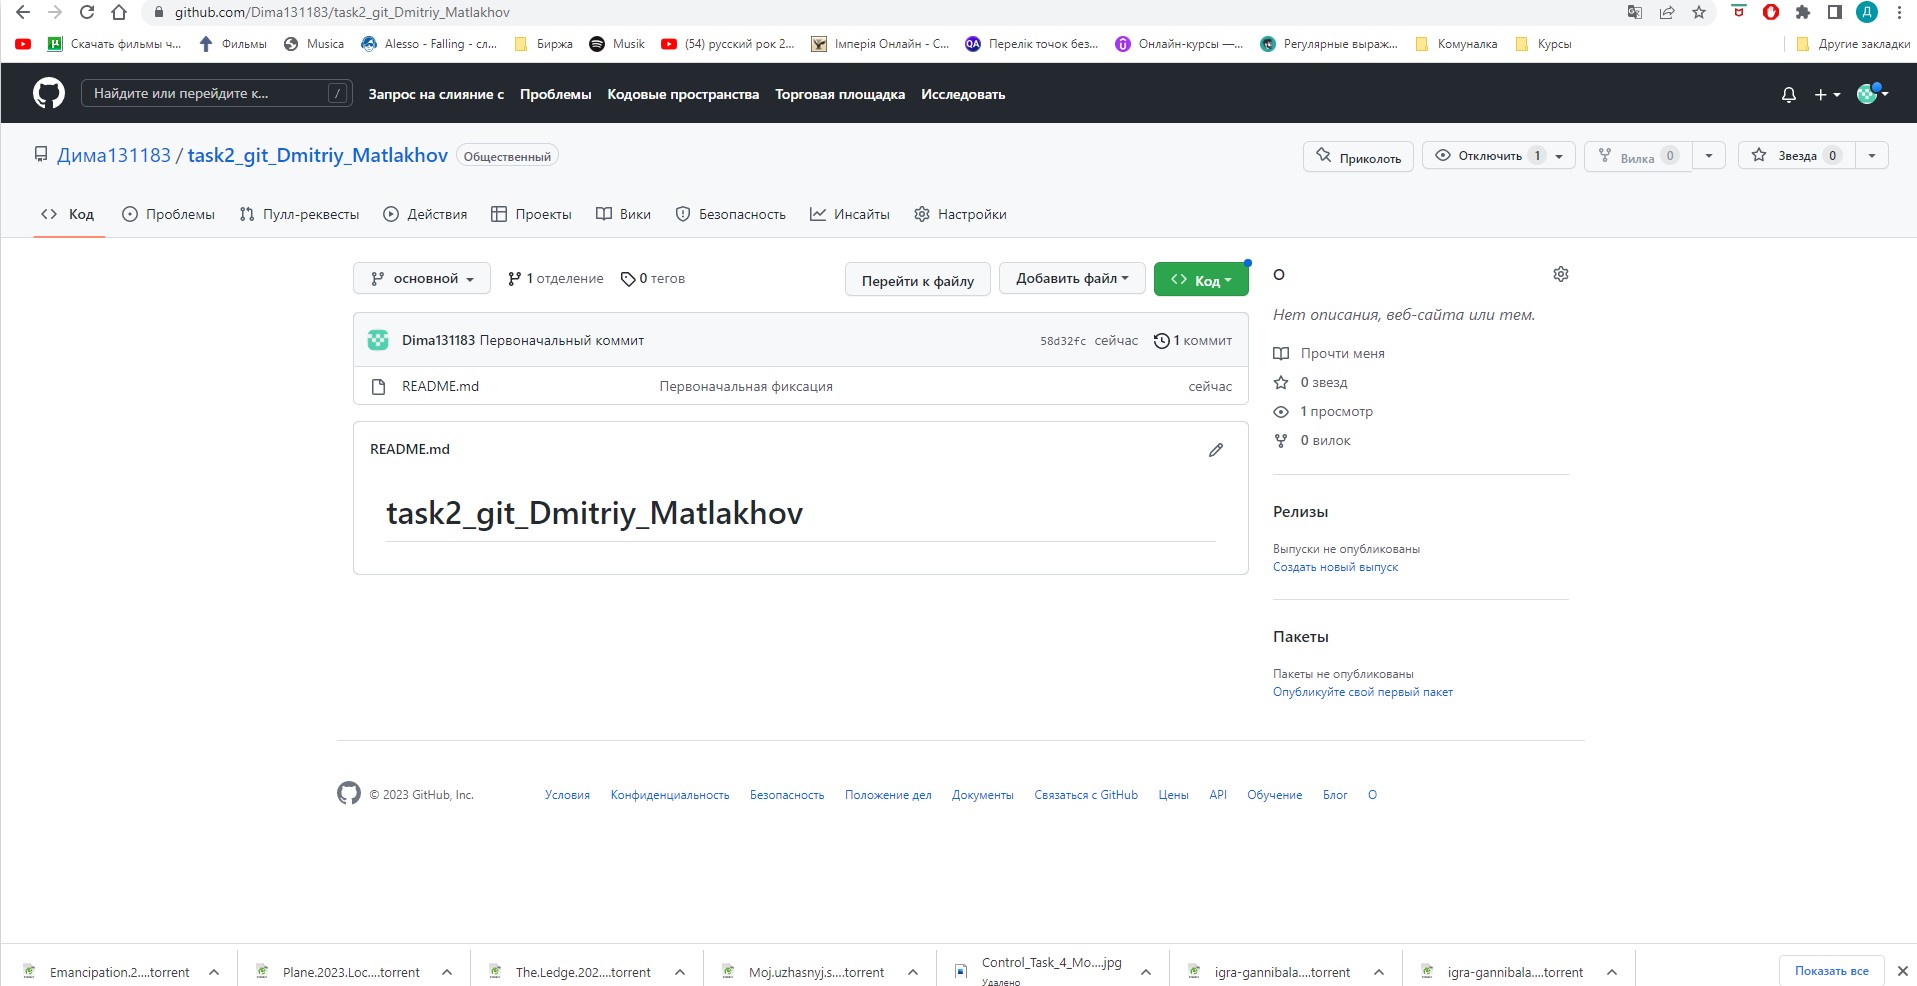 github.com/Dima131183/task2_git_Dmitriy_Matlakhov
Скачать фильмы ч... Фильмы Musica Alesso - Falling - сл... Биржа Musik (54) русский рок 2... Імперія Онлайн - С... QA Перелік точок без... Онлайн-курсы —... Регулярные выраж... Комуналка Курсы Другие закладки
Найдите или перейдите к... / Запрос на слияние с Проблемы Кодовые пространства Торговая площадка Исследовать
Дима131183 / task2_git_Dmitriy_Matlakhov Общественный Приколоть Отключить 1 Вилка 0 Звезда 0
Код Проблемы Пулл-реквесты Действия Проекты Вики Безопасность Инсайты Настройки
основной 1 отделение 0 тегов Перейти к файлу Добавить файл Код
Dima131183 Первоначальный коммит 58d32fc сейчас 1 коммит
README.md Первоначальная фиксация сейчас
README.md
task2_git_Dmitriy_Matlakhov
О
Нет описания, веб-сайта или тем.
Прочти меня
0 звезд
1 просмотр
0 вилок
Релизы
Выпуски не опубликованы
Создать новый выпуск
Пакеты
Пакеты не опубликованы
Опубликуйте свой первый пакет
© 2023 GitHub, Inc. Условия Конфиденциальность Безопасность Положение дел Документы Связаться с GitHub Цены API Обучение Блог О
Emancipation.2....torrent Plane.2023.Loc....torrent The.Ledge.202....torrent Moj.uzhasnyj.s....torrent Control_Task_4_Mo....jpg igra-gannibala....torrent igra-gannibala....torrent Показать все
Удалено